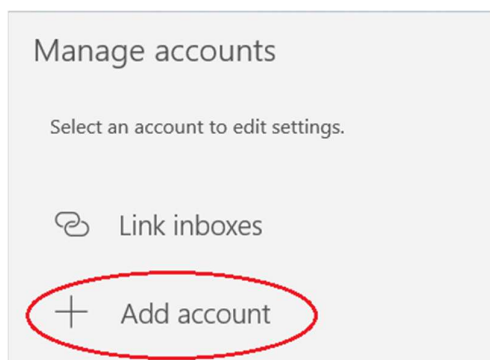 Manage accounts
Select an account to edit settings.
Link inboxes
Add account